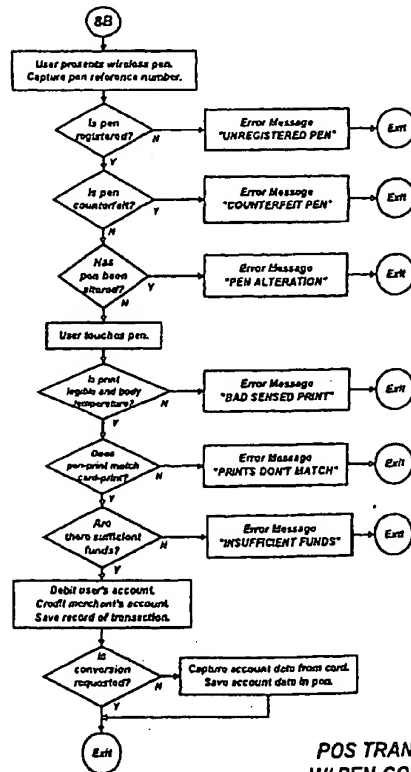 8B
User presents wireless pen.
Capture pen reference number.
Is pen
registered?
N
Error Message
"UNREGISTERED PEN"
Exit
Y
Is pen
counterfeit?
Y
Error Message
"COUNTERFEIT PEN"
Exit
N
Has
pen been
altered?
Y
Error Message
"PEN ALTERATION"
Exit
N
User touches pen.
Is print
legible and body
temperature?
N
Error Message
"BAD SENSED PRINT"
Exit
Y
Does
pen-print match
card-print?
N
Error Message
"PRINTS DON'T MATCH"
Exit
Y
Are
there sufficient
funds?
N
Error Message
"INSUFFICIENT FUNDS"
Exit
Y
Debit user's account.
Credit merchant's account.
Save record of transaction.
Is
conversion
requested?
N
Capture account data from card.
Save account data in pen.
Y
Exit
POS TRAN
W/PEN CO